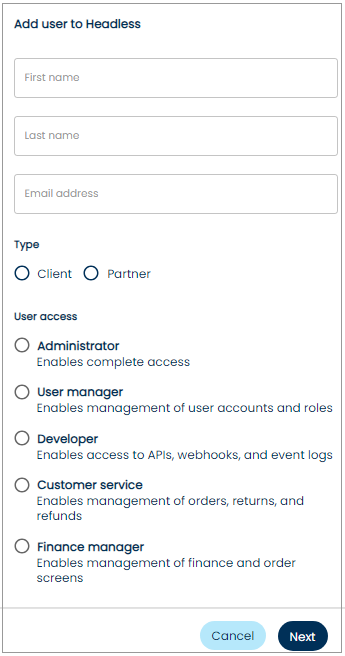 Add user to Headless
First name
Last name
Email address
Type
Client Partner
User access
Administrator
Enables complete access
User manager
Enables management of user accounts and roles
Developer
Enables access to APIs, webhooks, and event logs
Customer service
Enables management of orders, returns, and
refunds
Finance manager
Enables management of finance and order
screens
Cancel Next